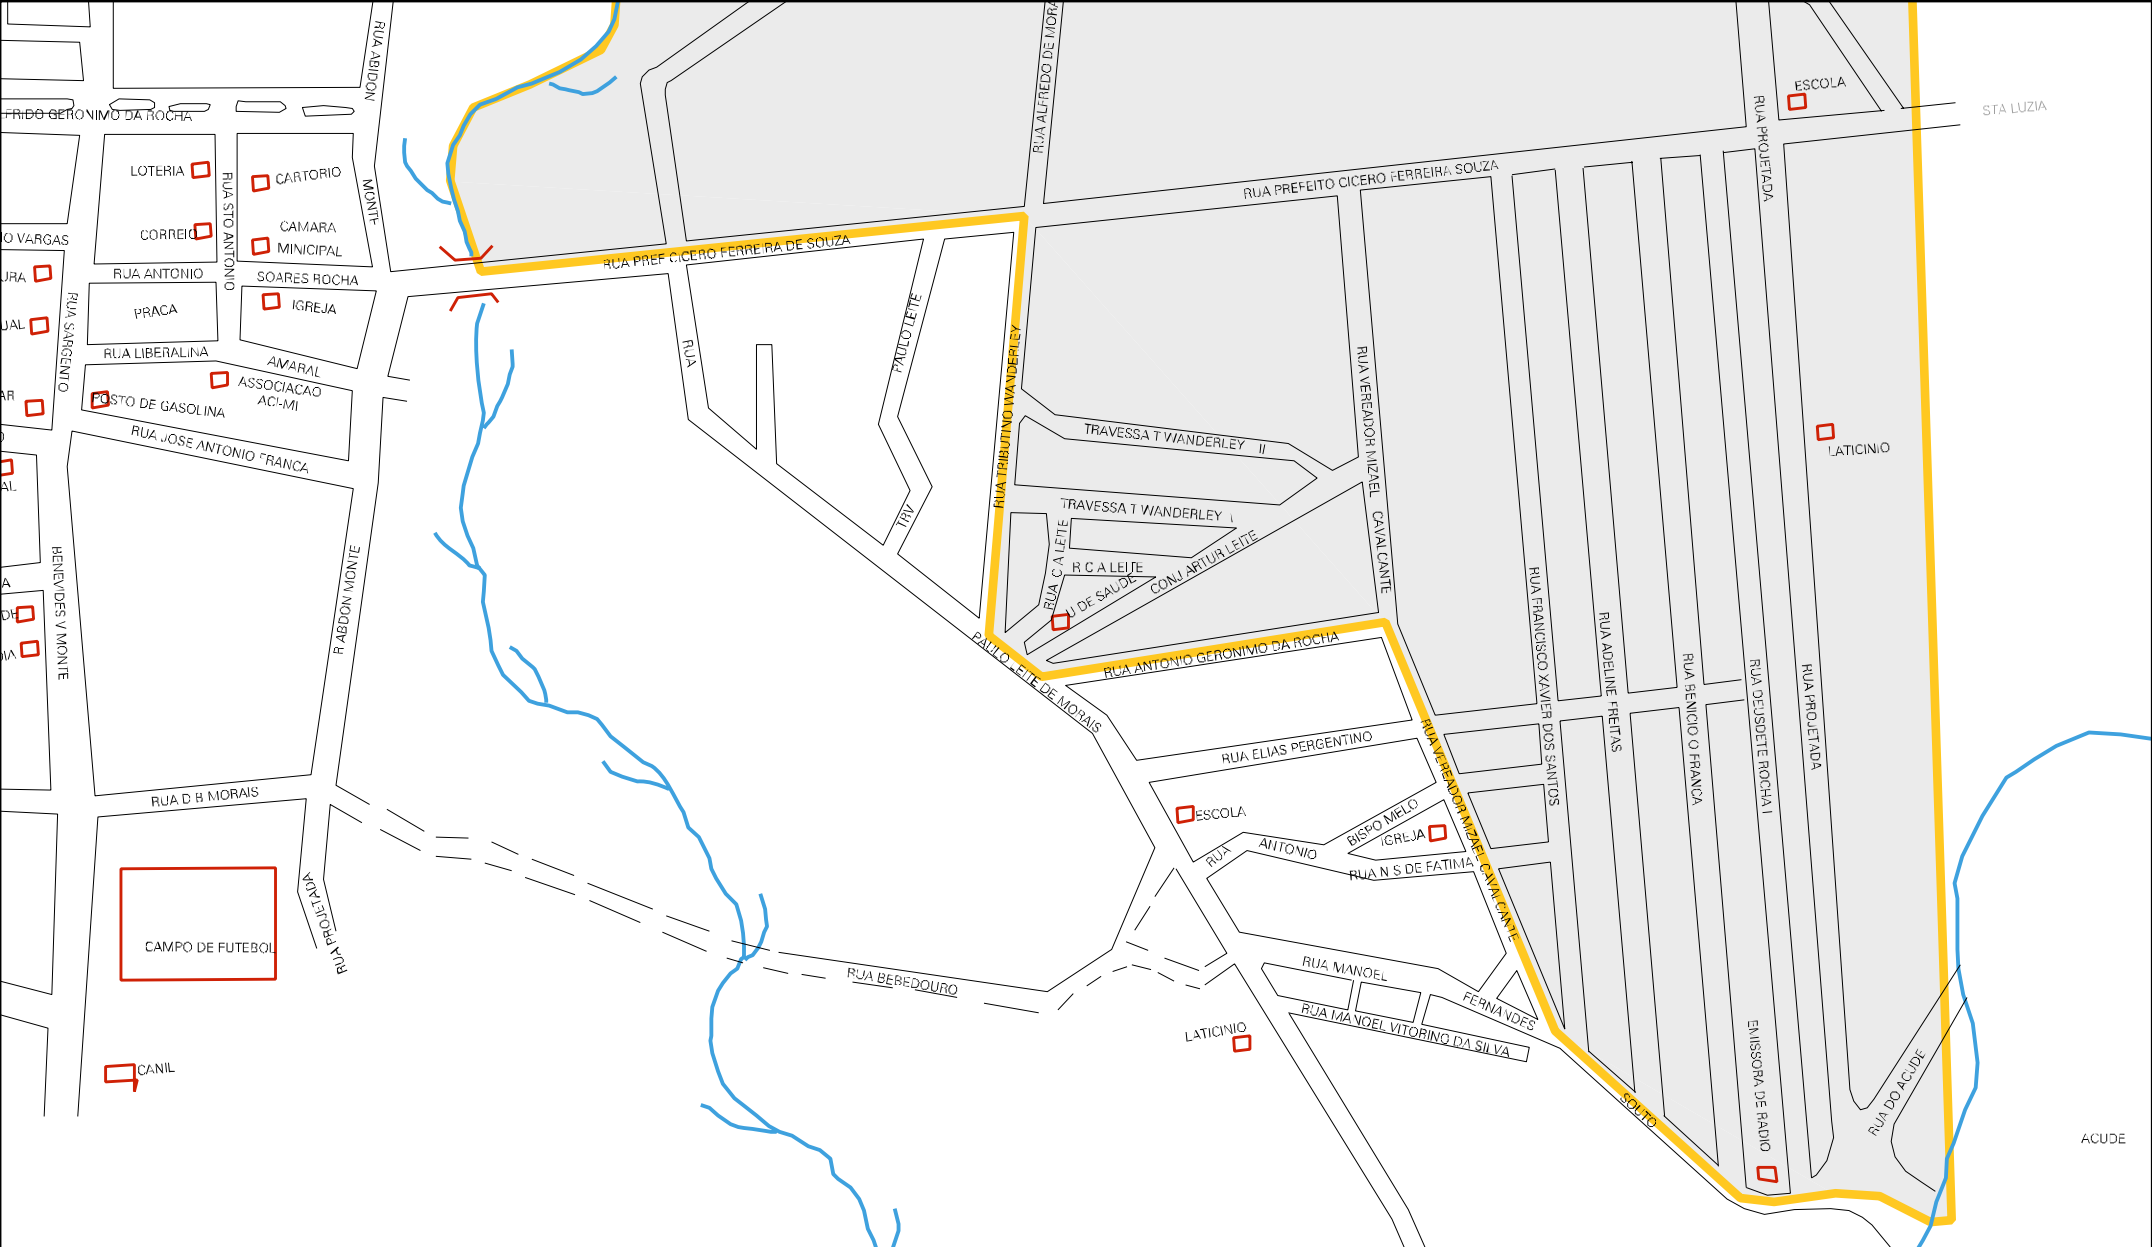 RUA ABIDON
MONTE
FRIDO GERONIMO DA ROCHA
LOTERIA
CARTORIO
CORREIO
CAMARA
MINICIPAL
RUA STO ANTONIO
IO VARGAS
RUA ANTONIO
SOARES ROCHA
URA
PRACA
IGREJA
UAL
RUA SARGENTO
RUA LIBERALINA
AMARAL
ASSOCIACAO
ACI-MI
AR
POSTO DE GASOLINA
RUA JOSE ANTONIO FRANCA
O
AL
BENEVIDES V MONTE
R ABDON MONTE
A
DE
DIA
RUA D B MORAIS
RUA PROJETADA
CAMPO DE FUTEBOL
CANIL
RUA ALFREDO DE MORA
RUA PREF CICERO FERREIRA DE SOUZA
RUA PREFEITO CICERO FERREIRA SOUZA
ESCOLA
STA LUZIA
RUA PROJETADA
RUA
PAULO LEITE
TRV
RUA TRIBUTINO WANDERLEY
RUA VEREADOR MIZAEL CAVALCANTE
TRAVESSA T WANDERLEY II
TRAVESSA T WANDERLEY I
RUA C A LEITE
R C A LEITE
U DE SAUDE
CONJ ARTUR LEITE
LATICINIO
PAULO LEITE DE MORAIS
RUA ANTONIO GERONIMO DA ROCHA
RUA FRANCISCO XAVIER DOS SANTOS
RUA ADELINE FREITAS
RUA BENICIO O FRANCA
RUA DEUSDETE ROCHA I
RUA PROJETADA
RUA ELIAS PERGENTINO
RUA VEREADOR MIZAEL CAVALCANTE
ESCOLA
BISPO MELO
IGREJA
RUA
ANTONIO
RUA N S DE FATIMA
RUA BEBEDOURO
RUA MANOEL
FERNANDES
RUA MANOEL VITORINO DA SILVA
LATICINIO
SOUTO
EMISSORA DE RADIO
RUA DO ACUDE
ACUDE